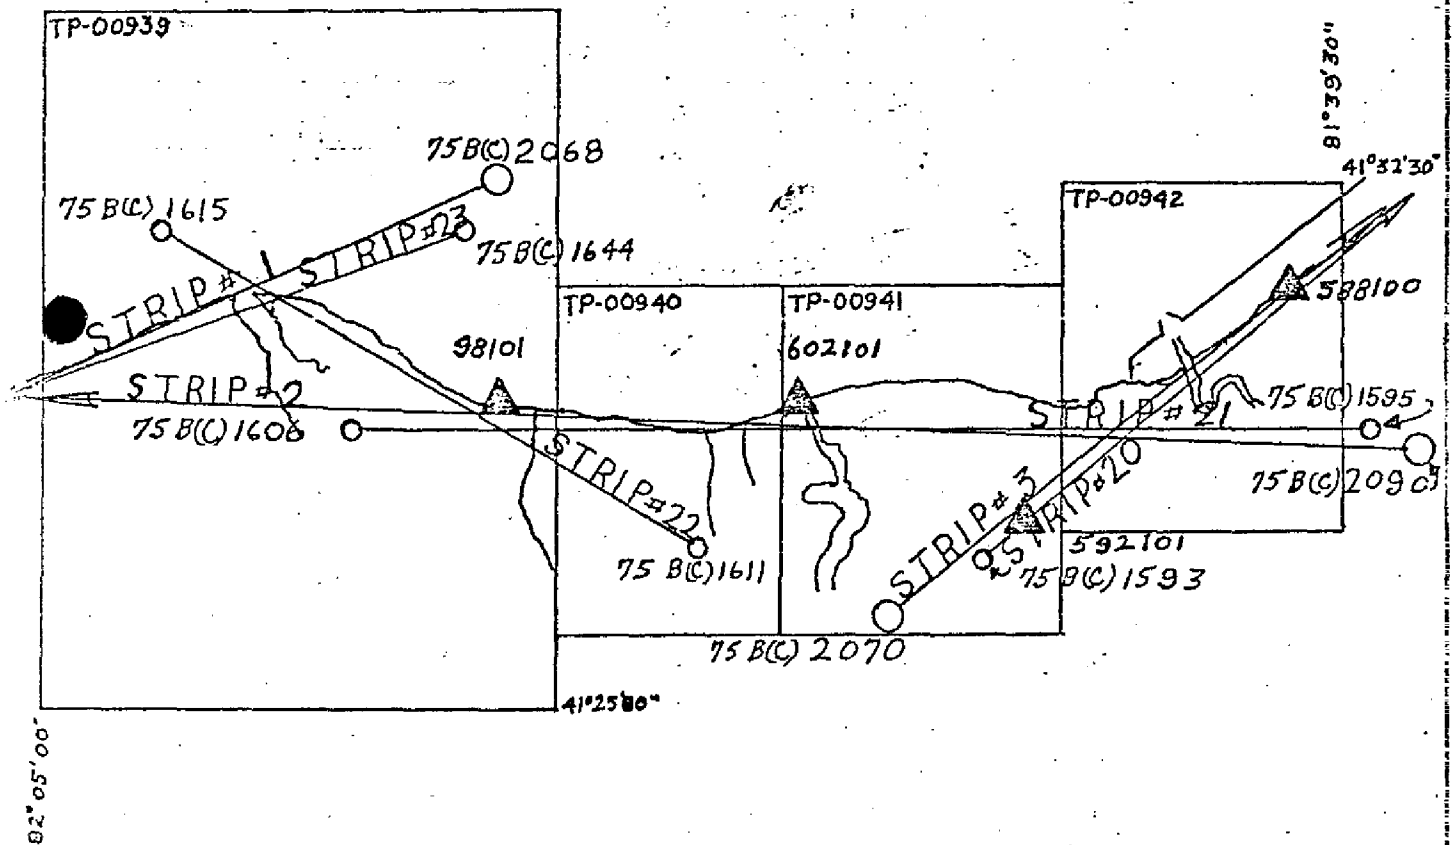 TP-00939
81°39'30"
75 B(C) 2068
41°32'30"
TP-00942
75 B(C) 1615
STRIP #1
STRIP #23
75 B(C) 1644
588100
TP-00940
TP-00941
98101
602101
STRIP #2
75 B(C) 1595
75 B(C) 1606
STRIP #21
75 B(C) 2090
STRIP #22
STRIP #3
STRIP #20
592101
75 B(C) 1611
75 B(C) 1593
75 B(C) 2070
41°25'00"
82°05'00"